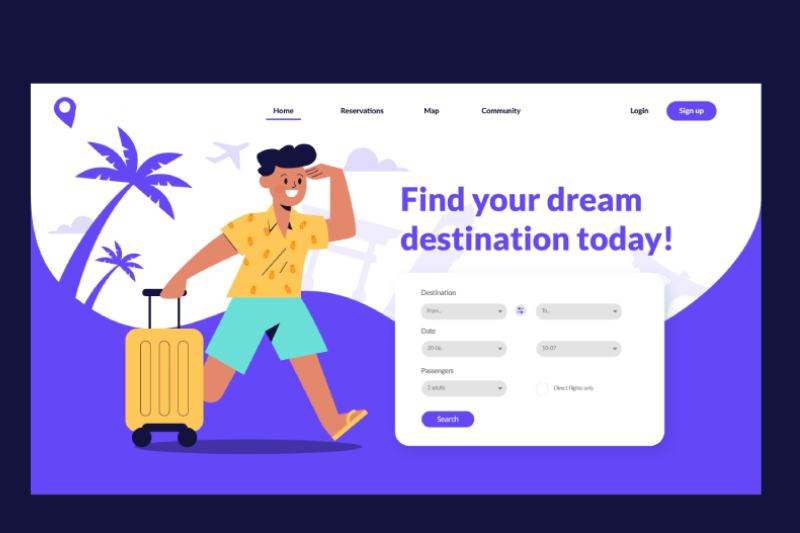 Home
Reservations
Map
Community
Login
Sign up
Find your dream
destination today!
Destination
From...
To...
Date
20-06
10-07
Passengers
2 adults
Direct flights only
Search